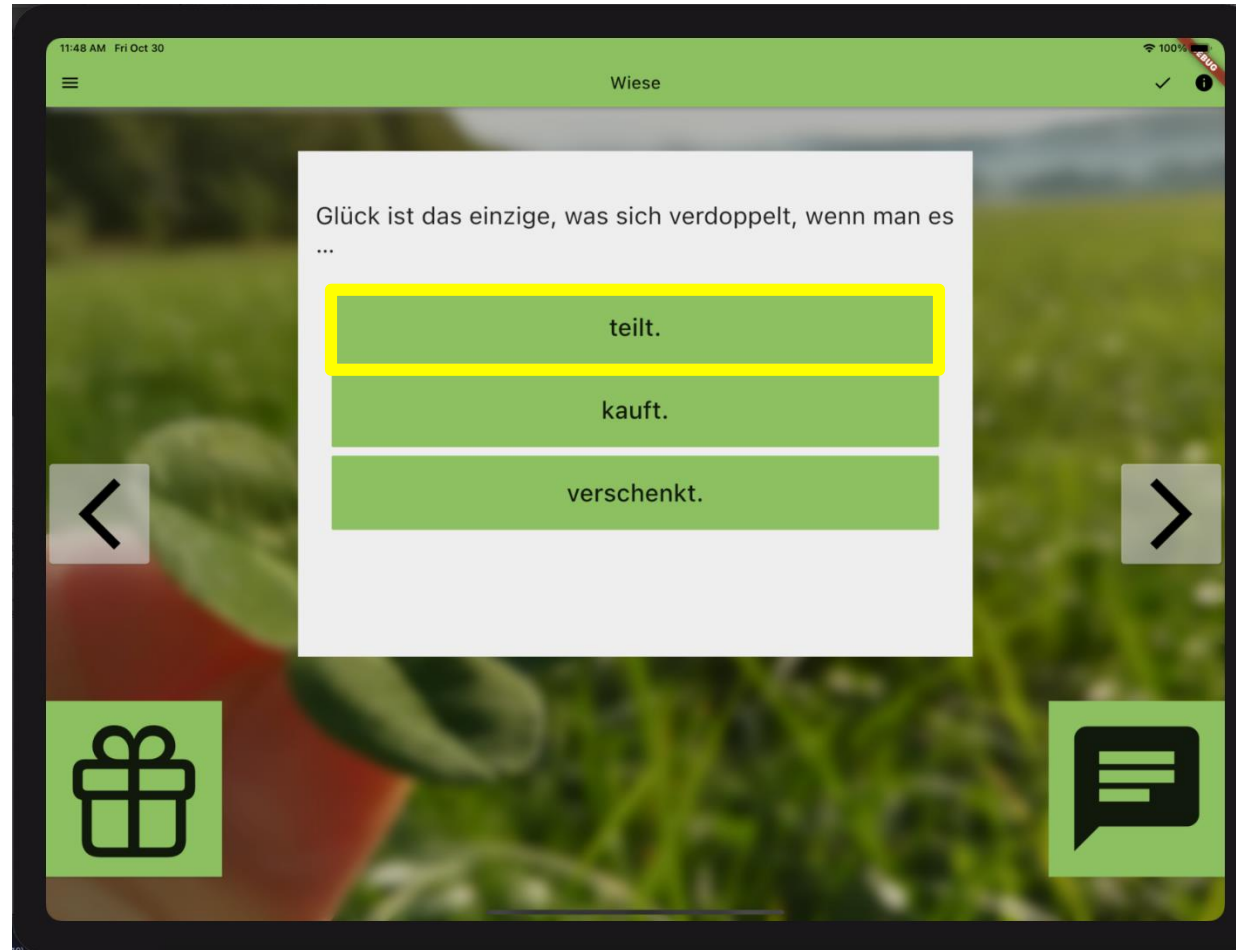 11:48 AM Fri Oct 30
100%
Wiese
Glück ist das einzige, was sich verdoppelt, wenn man es
...
teilt.
kauft.
verschenkt.